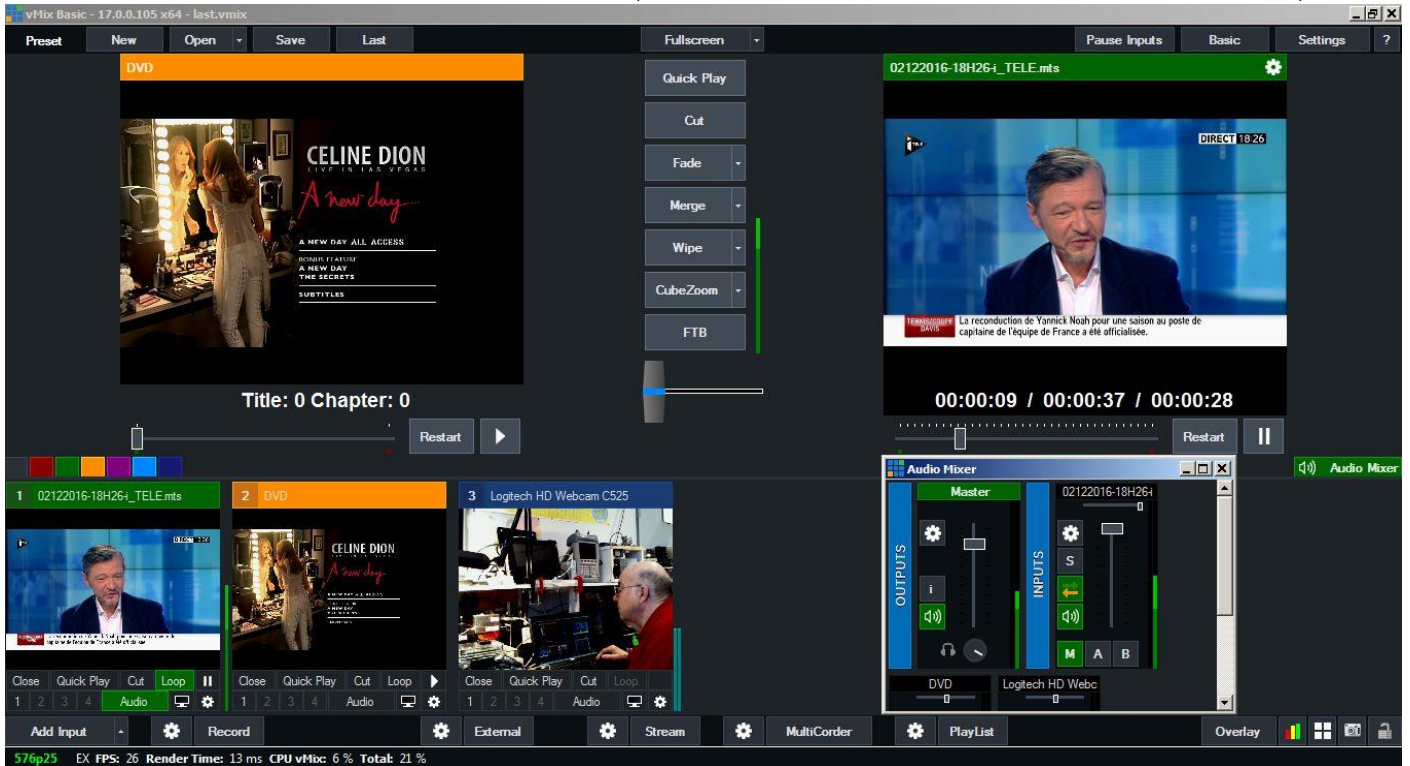 vMix Basic - 17.0.0.105 x64 - last.vmix
Preset New Open Save Last Fullscreen Pause Inputs Basic Settings ?
DVD
CELINE DION
LIVE IN LAS VEGAS
A new day...
A NEW DAY ALL ACCESS
BONUS FEATURE
A NEW DAY
THE SECRETS
SUBTITLES
Title: 0 Chapter: 0
Restart
Quick Play
Cut
Fade
Merge
Wipe
CubeZoom
FTB
02122016-18H26-i_TELE.mts
DIRECT 18:26
TENNIS/COUPE DAVIS
La reconduction de Yannick Noah pour une saison au poste de
capitaine de l'équipe de France a été officialisée.
00:00:09 / 00:00:37 / 00:00:28
Restart
Audio Mixer
1 02122016-18H26-i_TELE.mts
Close Quick Play Cut Loop
1 2 3 4 Audio
2 DVD
CELINE DION
A new day...
Close Quick Play Cut Loop
1 2 3 4 Audio
3 Logitech HD Webcam C525
Close Quick Play Cut Loop
1 2 3 4 Audio
Audio Mixer
OUTPUTS
Master
i
INPUTS
02122016-18H26-i
S
M A B
DVD
Logitech HD Webc
Add Input Record External Stream MultiCorder PlayList Overlay
576p25 EX FPS: 26 Render Time: 13 ms CPU vMix: 6 % Total: 21 %